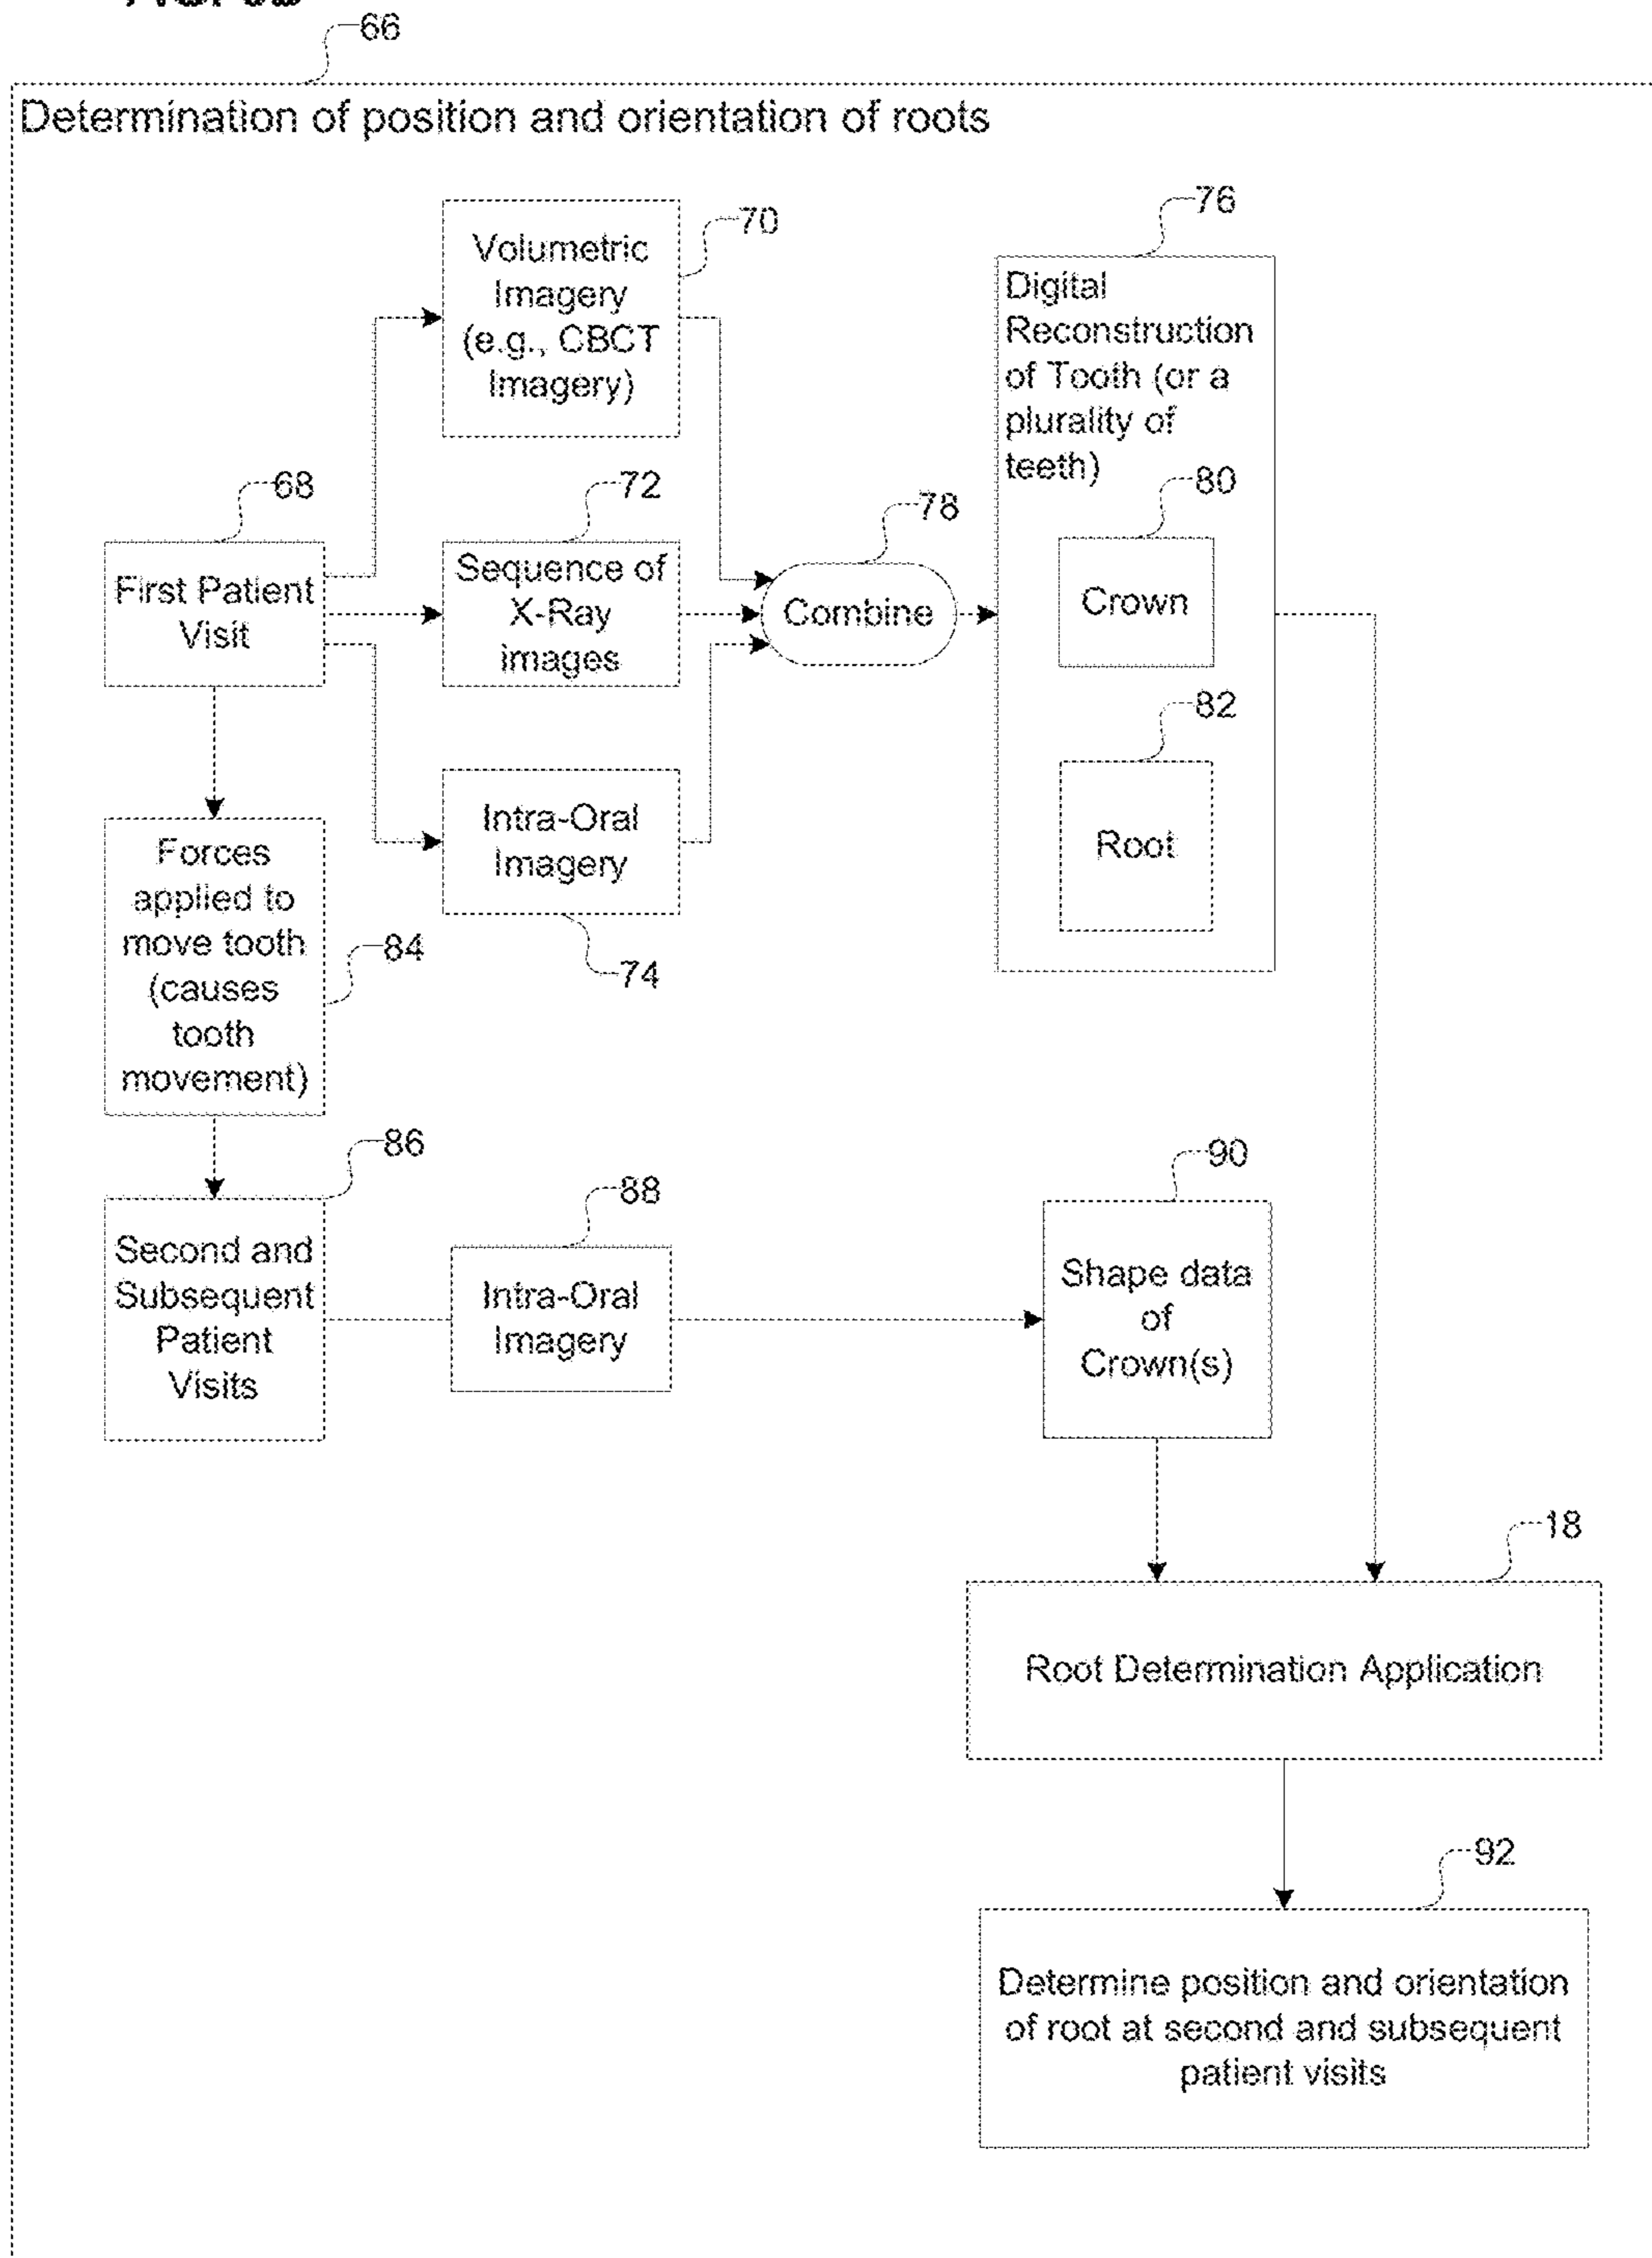 66
Determination of position and orientation of roots
76
70
Volumetric
Imagery
(e.g., CBCT
Imagery)
Digital
Reconstruction
of Tooth (or a
plurality of
teeth)
68
72
78
80
First Patient
Visit
Sequence of
X-Ray
images
Combine
Crown
82
Root
Intra-Oral
Imagery
74
Forces
applied to
move tooth
(causes
tooth
movement)
84
86
88
90
Second and
Subsequent
Patient
Visits
Intra-Oral
Imagery
Shape data
of
Crown(s)
18
Root Determination Application
92
Determine position and orientation
of root at second and subsequent
patient visits